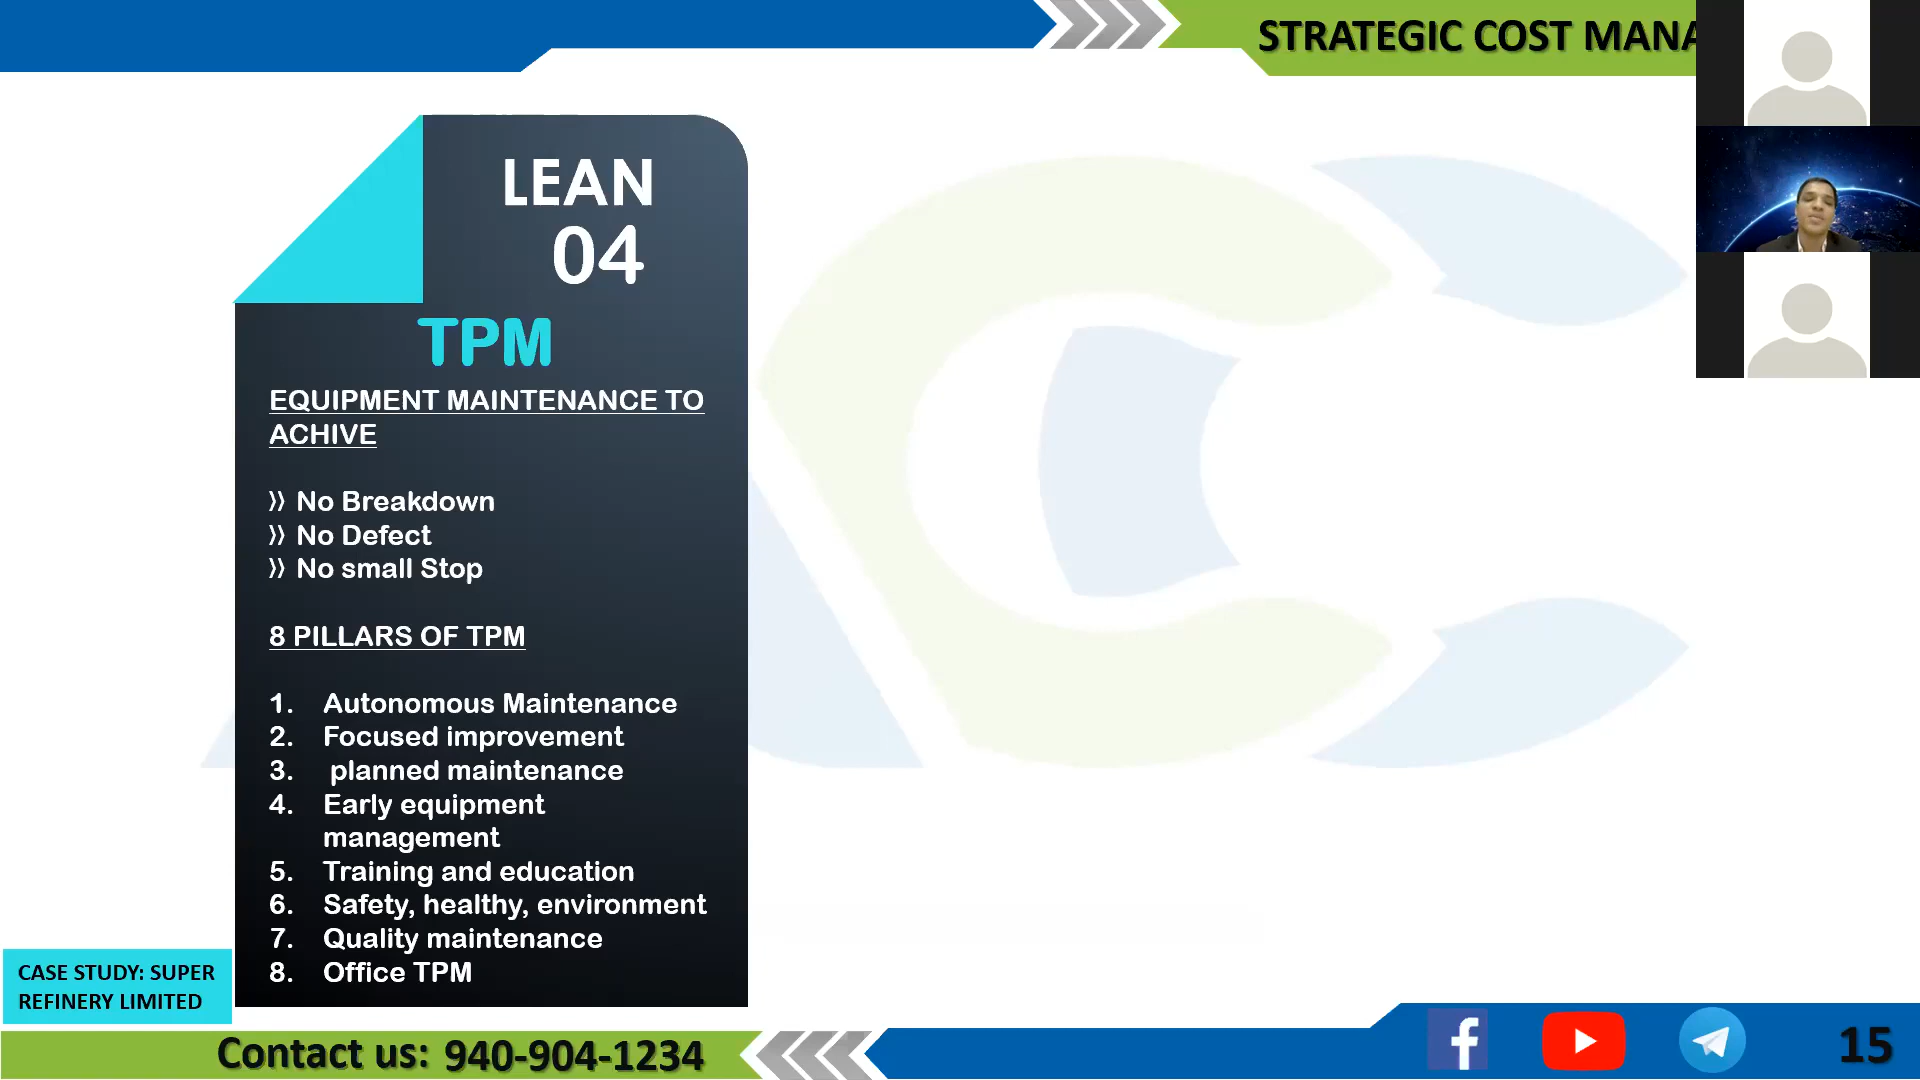 STRATEGIC COST MANA
LEAN
04
TPM
EQUIPMENT MAINTENANCE TO
ACHIVE
⟫ No Breakdown
⟫ No Defect
⟫ No small Stop
8 PILLARS OF TPM
1. Autonomous Maintenance
2. Focused improvement
3. planned maintenance
4. Early equipment
management
5. Training and education
6. Safety, healthy, environment
7. Quality maintenance
8. Office TPM
CASE STUDY: SUPER
REFINERY LIMITED
Contact us: 940-904-1234
15